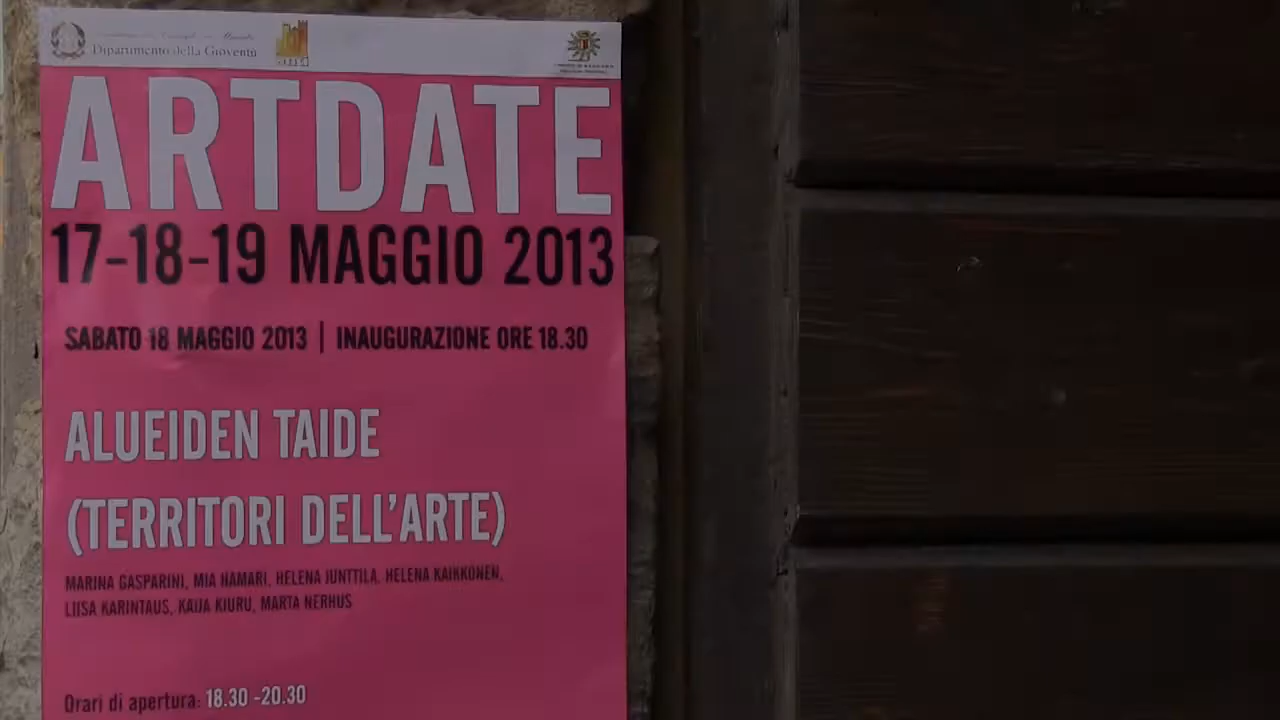 Dipartimento della Gioventù
ARTDATE
17-18-19 MAGGIO 2013
SABATO 18 MAGGIO 2013 | INAUGURAZIONE ORE 18.30
ALUEIDEN TAIDE
(TERRITORI DELL'ARTE)
MARINA GASPARINI, MIA HAMARI, HELENA JUNTTILA, HELENA KAIKKONEN,
LIISA KARINTAUS, KAIJA KIURU, MARTA NERHUS
Orari di apertura: 18.30 -20.30